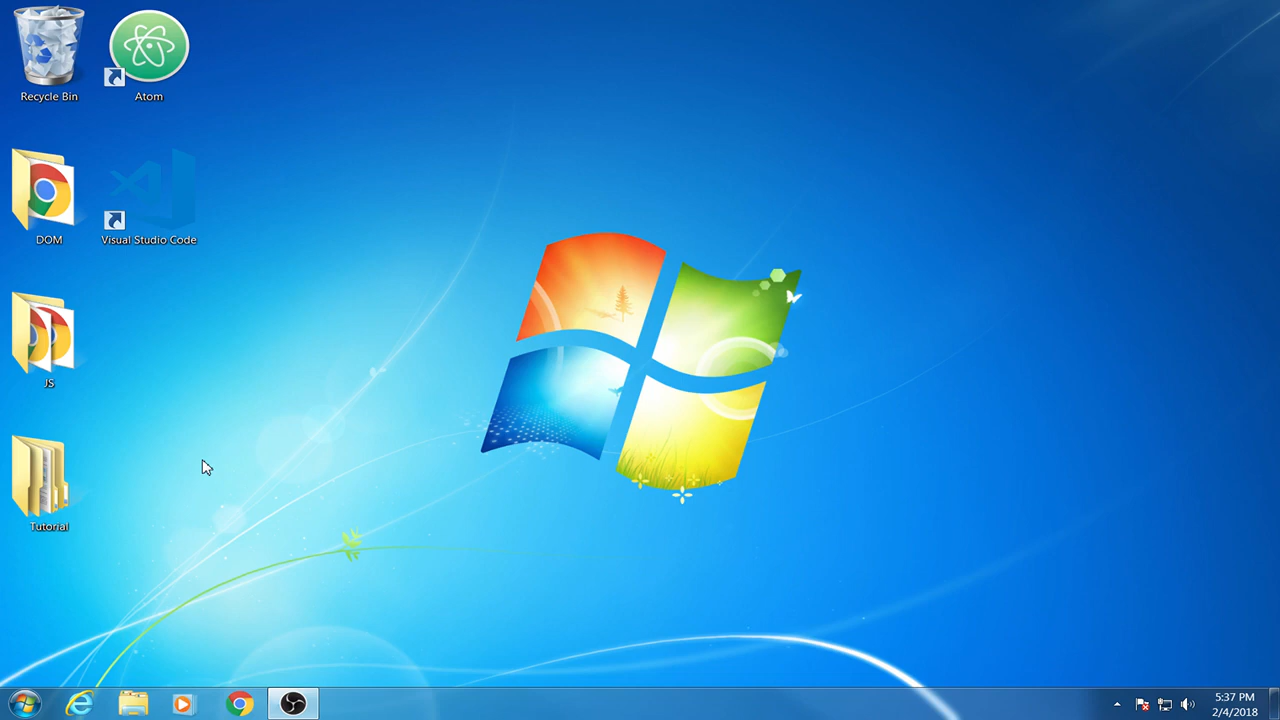 Recycle Bin
Atom
DOM
Visual Studio Code
JS
Tutorial
5:37 PM
2/4/2018